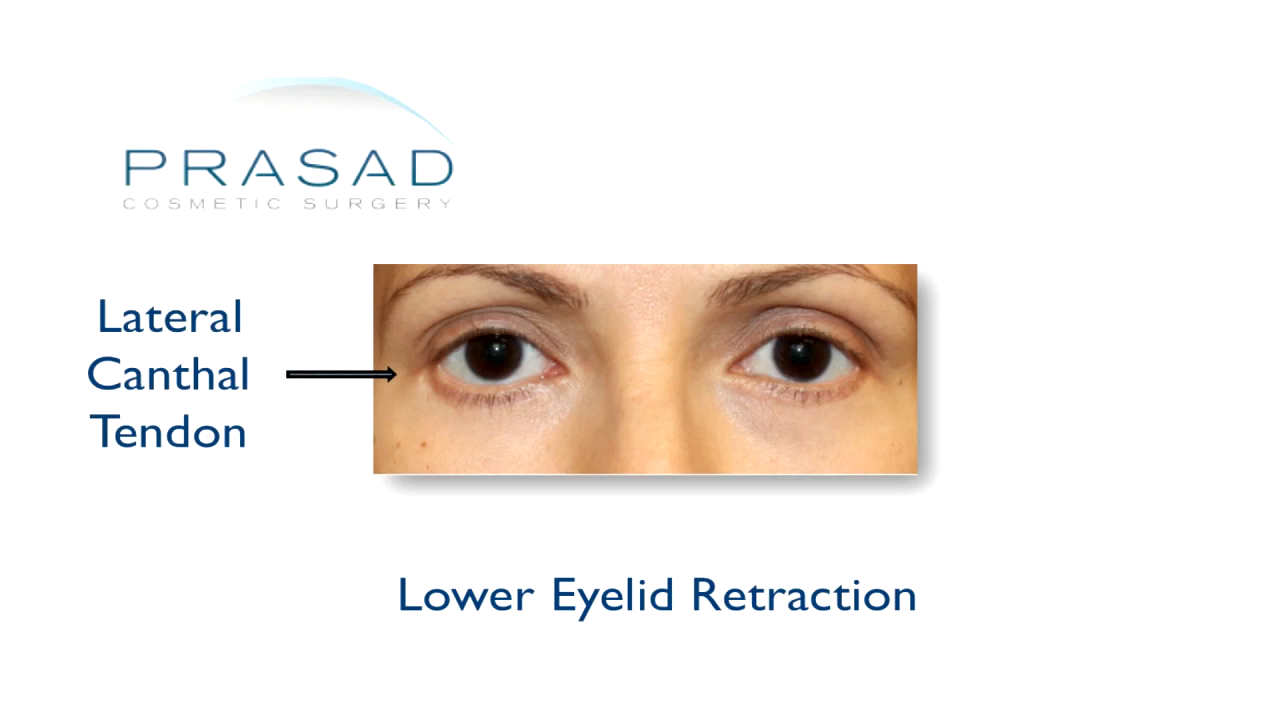 PRASAD
COSMETIC SURGERY
Lateral
Canthal
Tendon
Lower Eyelid Retraction